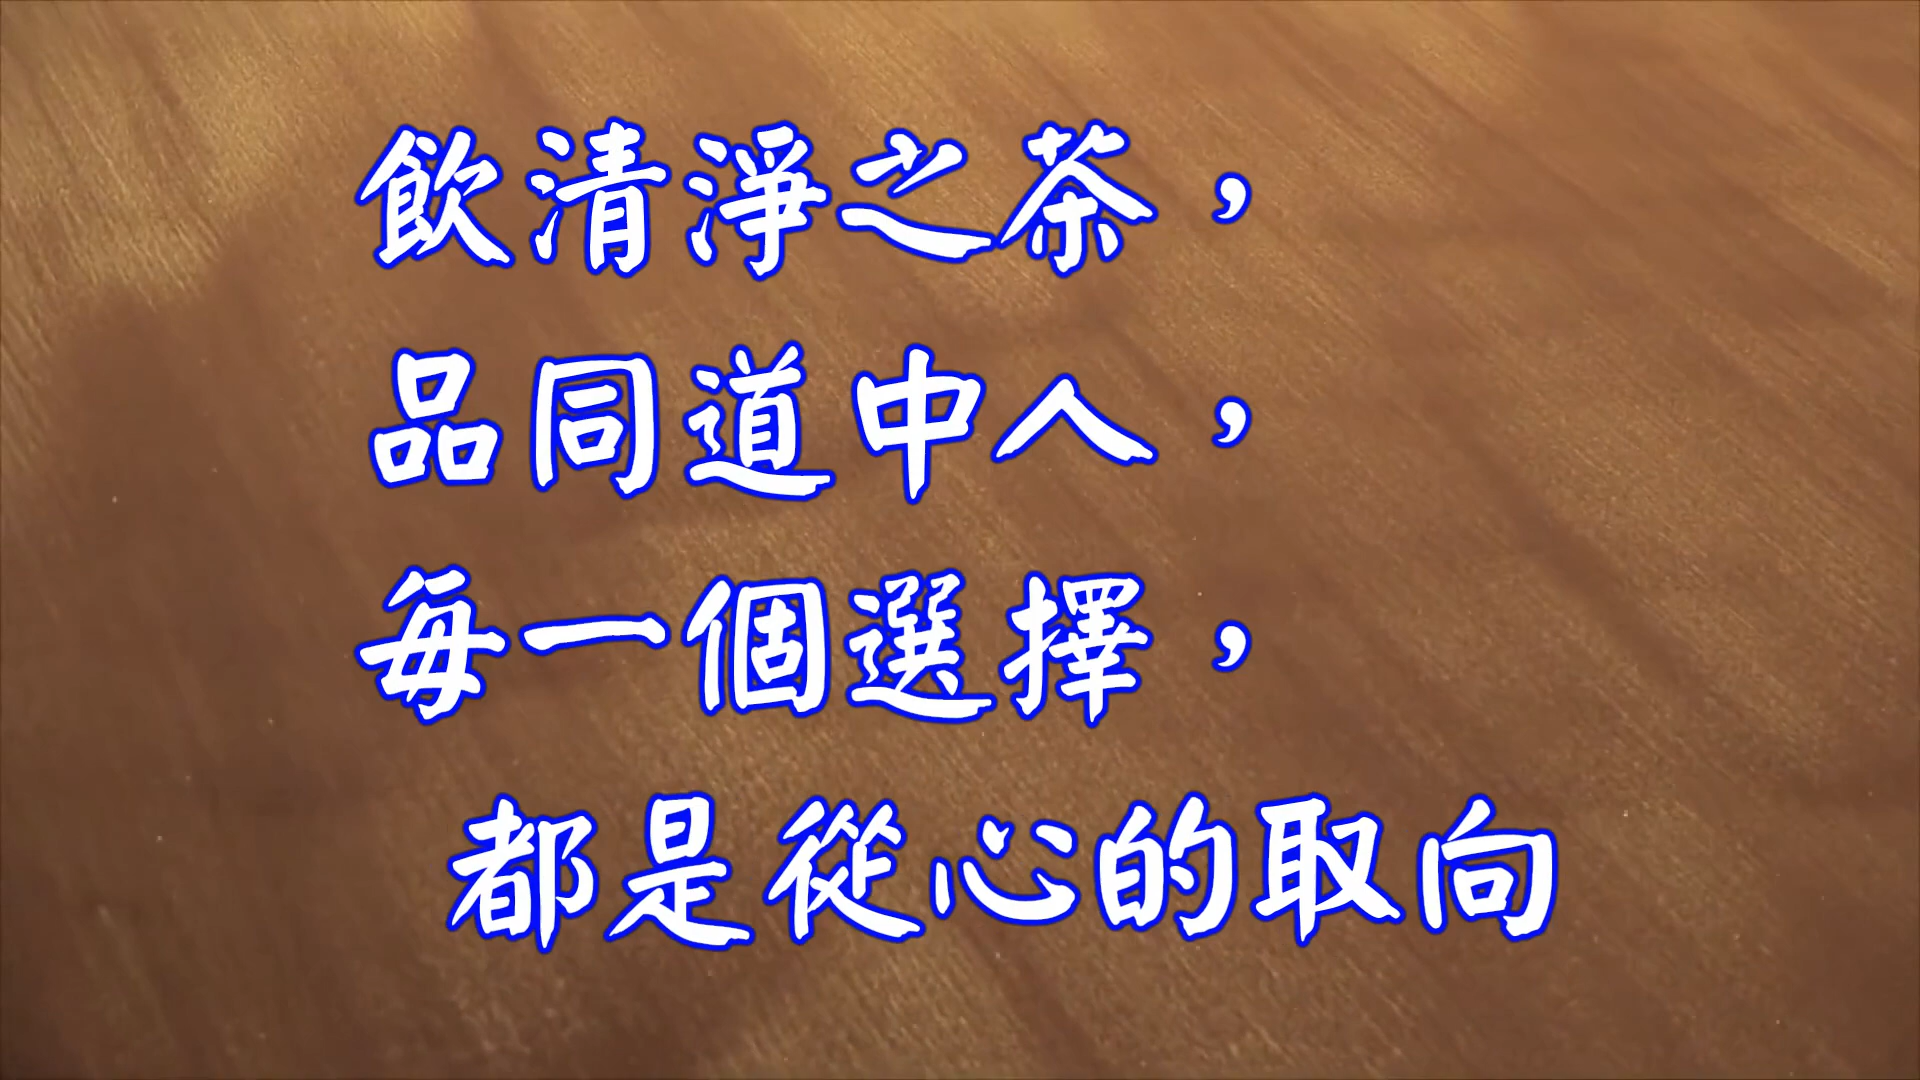 飲清淨之茶，
品同道中人，
每一個選擇，
都是從心的取向